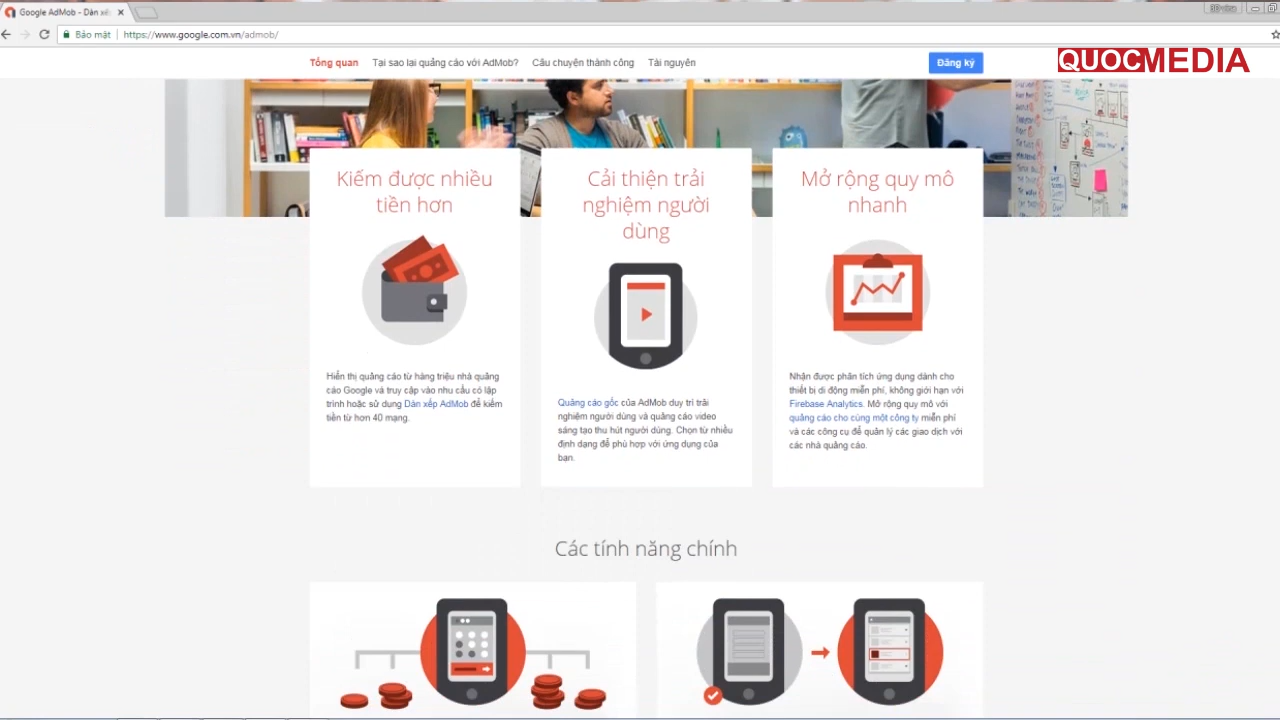 Google AdMob - Dàn xếp
Bảo mật
https://www.google.com.vn/admob/
Tổng quan Tại sao lại quảng cáo với AdMob? Câu chuyện thành công Tài nguyên Đăng ký
QUOCMEDIA
Kiếm được nhiều
tiền hơn
Hiển thị quảng cáo từ hàng triệu nhà quảng
cáo Google và truy cập vào nhu cầu có lập
trình hoặc sử dụng Dàn xếp AdMob để kiếm
tiền từ hơn 40 mạng.
Cải thiện trải
nghiệm người
dùng
Quảng cáo gốc của AdMob duy trì trải
nghiệm người dùng và quảng cáo video
sáng tạo thu hút người dùng. Chọn từ nhiều
định dạng để phù hợp với ứng dụng của
bạn.
Mở rộng quy mô
nhanh
Nhận được phân tích ứng dụng dành cho
thiết bị di động miễn phí, không giới hạn với
Firebase Analytics. Mở rộng quy mô với
quảng cáo cho cùng một công ty miễn phí
và các công cụ để quản lý các giao dịch với
các nhà quảng cáo.
Các tính năng chính